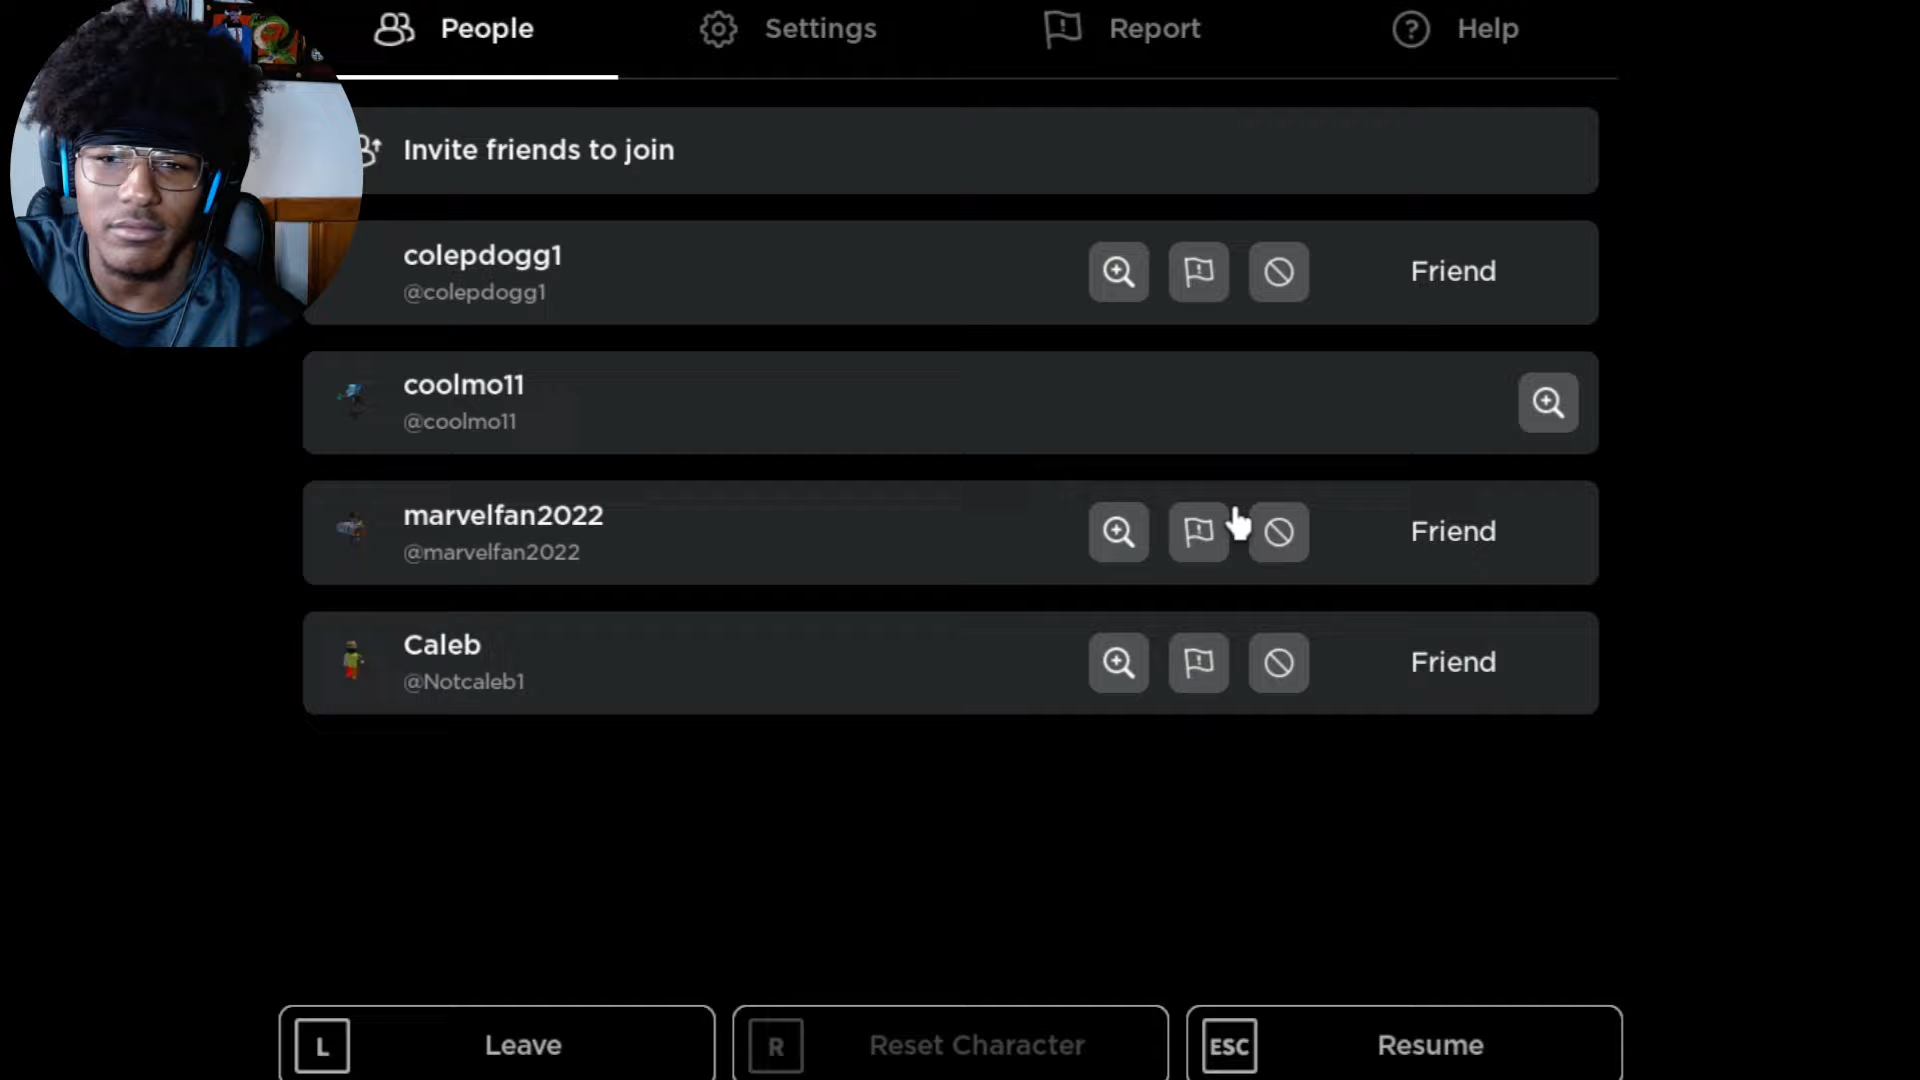 People
Settings
Report
Help
Invite friends to join
colepdogg1
@colepdogg1
Friend
coolmo11
@coolmo11
marvelfan2022
@marvelfan2022
Friend
Caleb
@Notcaleb1
Friend
L Leave
R Reset Character
ESC Resume